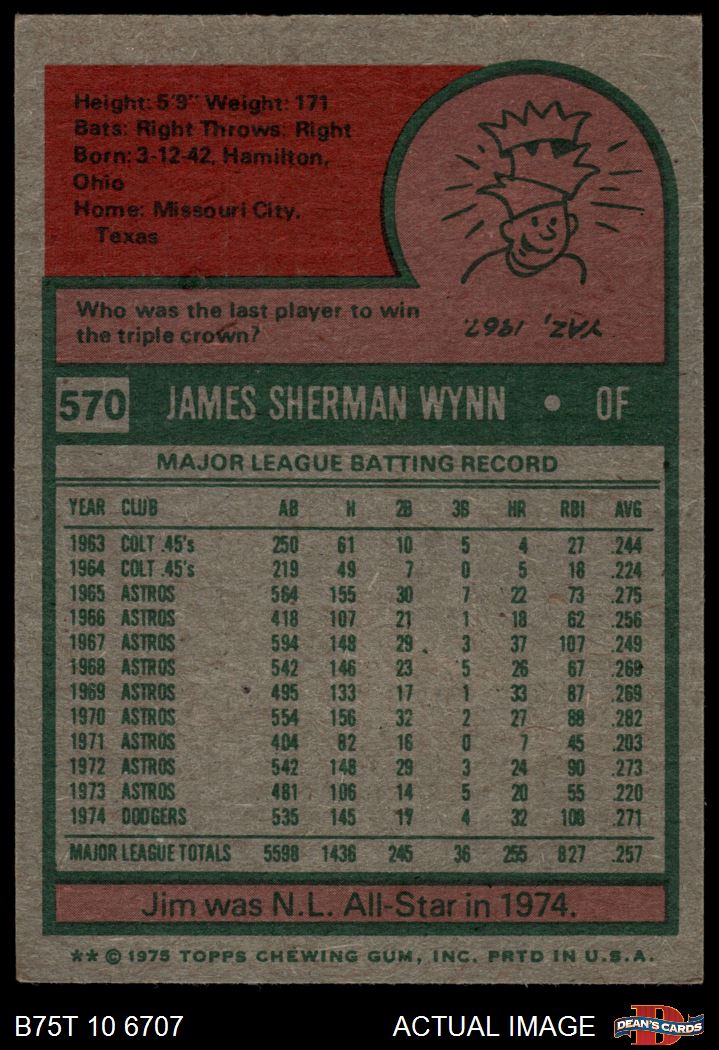 Height: 5'9" Weight: 171
Bats: Right Throws: Right
Born: 3-12-42, Hamilton,
Ohio
Home: Missouri City,
Texas
Who was the last player to win
the triple crown?
YAZ, 1967.
570 JAMES SHERMAN WYNN • OF
MAJOR LEAGUE BATTING RECORD
YEAR CLUB AB H 2B 3B HR RBI AVG
1963 COLT .45's 250 61 10 5 4 27 .244
1964 COLT .45's 219 49 7 0 5 18 .224
1965 ASTROS 564 155 30 7 22 73 .275
1966 ASTROS 418 107 21 1 18 62 .256
1967 ASTROS 594 148 29 3 37 107 .249
1968 ASTROS 542 146 23 5 26 67 .269
1969 ASTROS 495 133 17 1 33 87 .269
1970 ASTROS 554 156 32 2 27 88 .282
1971 ASTROS 404 82 16 0 7 45 .203
1972 ASTROS 542 148 29 3 24 90 .273
1973 ASTROS 481 106 14 5 20 55 .220
1974 DODGERS 535 145 17 4 32 108 .271
MAJOR LEAGUE TOTALS 5598 1436 245 36 255 827 .257
Jim was N.L. All-Star in 1974.
** © 1975 TOPPS CHEWING GUM, INC. PRTD IN U.S.A.
B75T 10 6707 ACTUAL IMAGE
DEAN'S CARDS